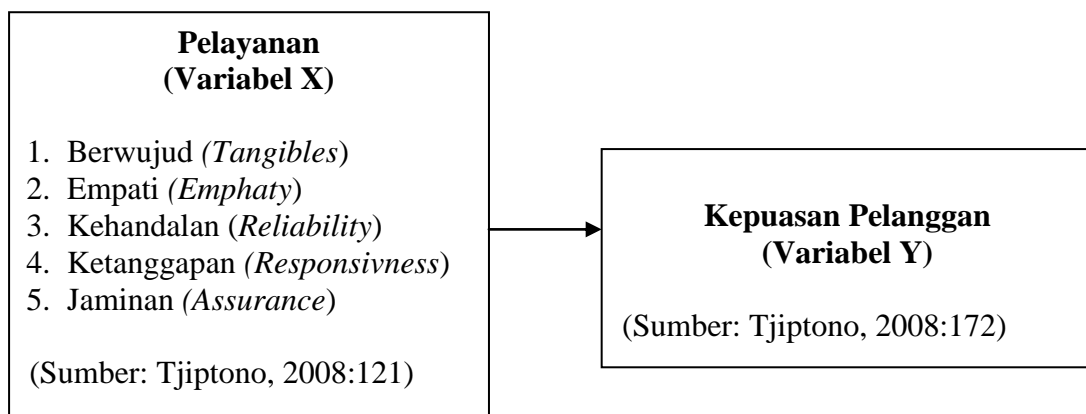 Pelayanan
(Variabel X)
1. Berwujud (Tangibles)
2. Empati (Emphaty)
3. Kehandalan (Reliability)
4. Ketanggapan (Responsivness)
5. Jaminan (Assurance)
(Sumber: Tjiptono, 2008:121)
Kepuasan Pelanggan
(Variabel Y)
(Sumber: Tjiptono, 2008:172)